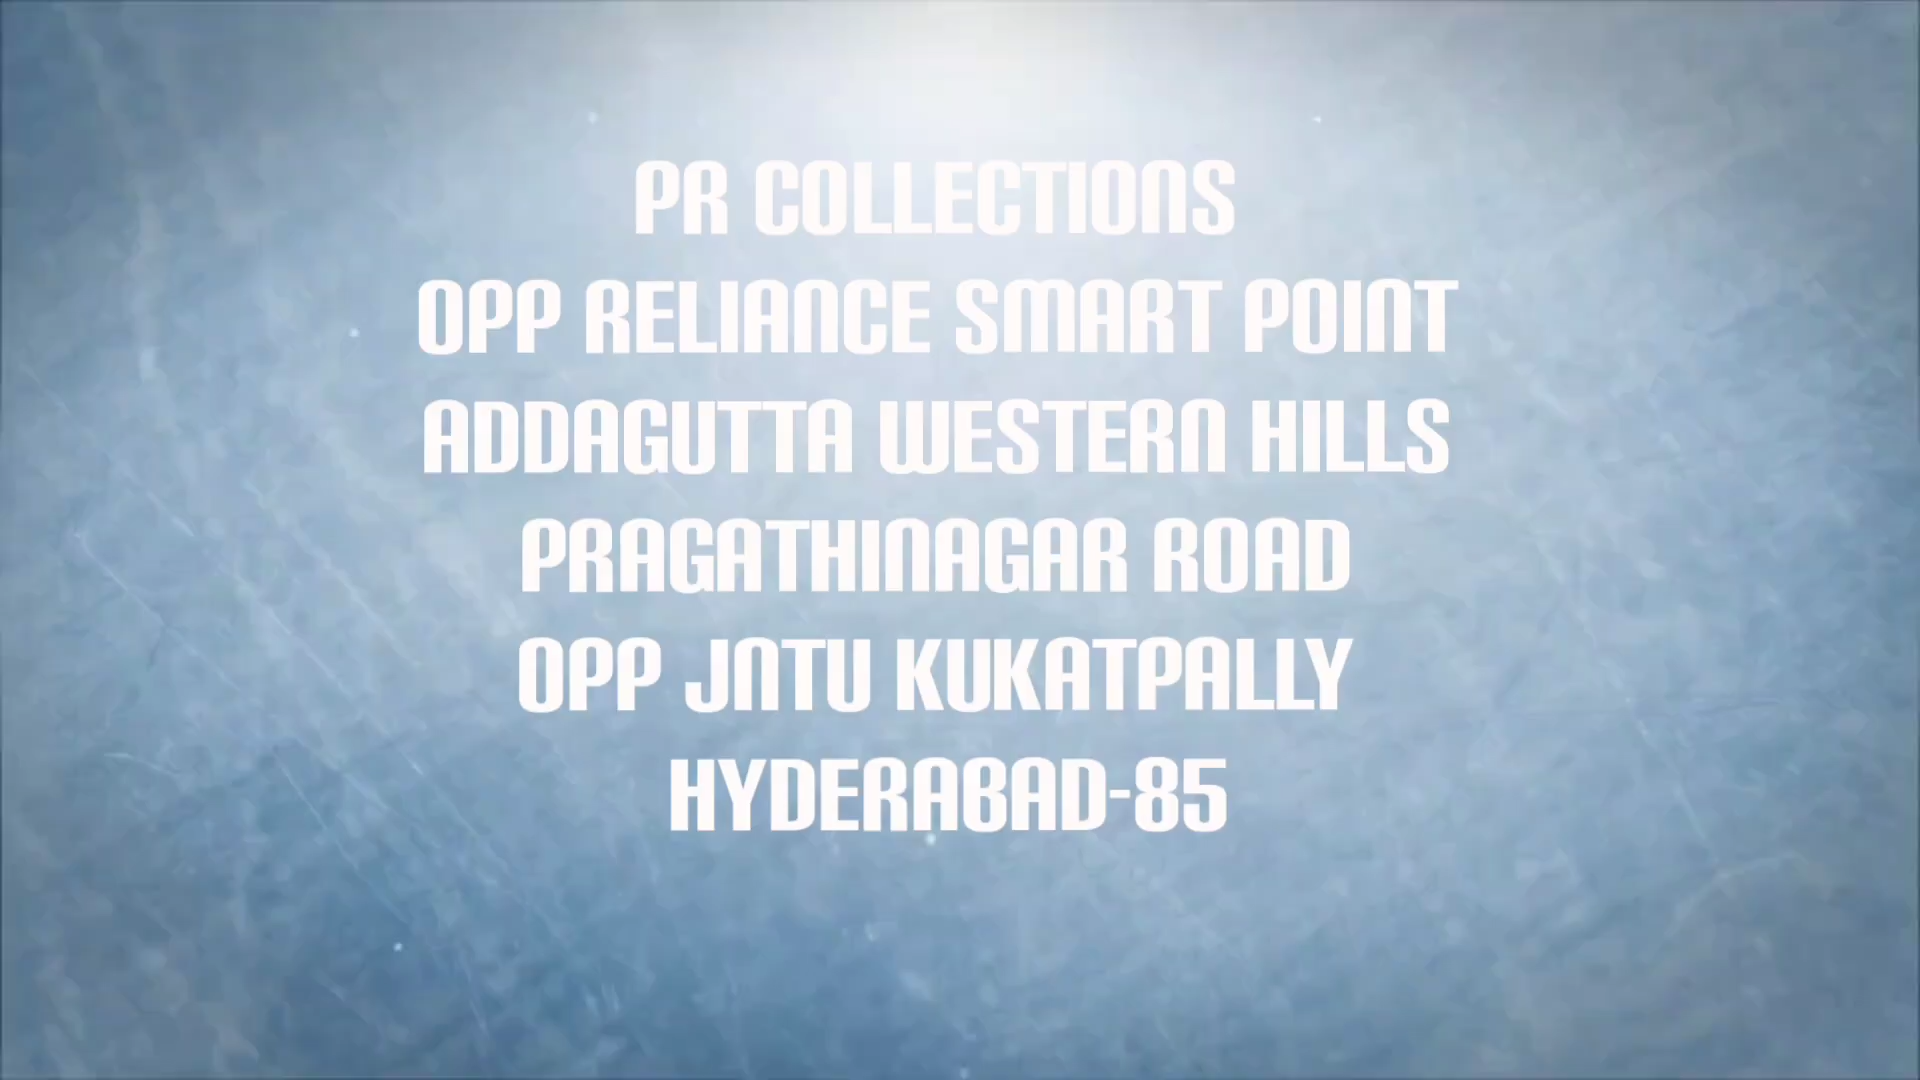 PR COLLECTIONS
OPP RELIANCE SMART POINT
ADDAGUTTA WESTERN HILLS
PRAGATHINAGAR ROAD
OPP JNTU KUKATPALLY
HYDERABAD-85